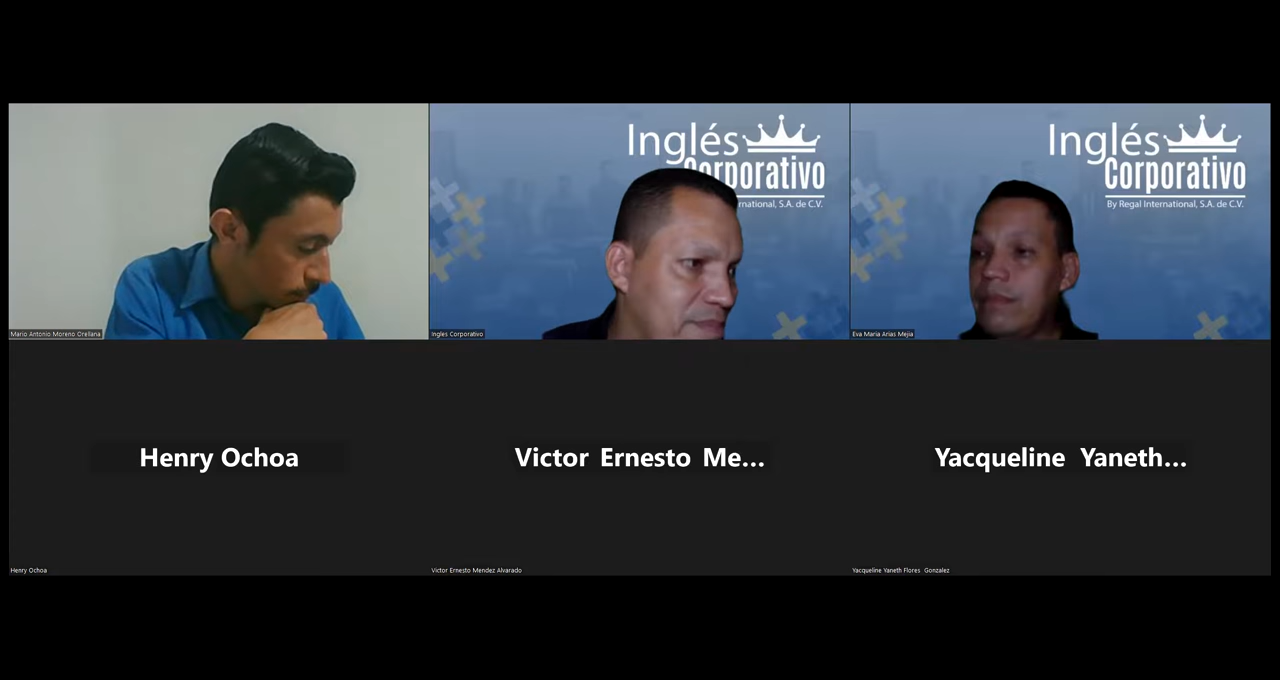 Inglés
Corporativo
rnational, S.A. de C.V.
Inglés
Corporativo
By Regal International, S.A. de C.V.
Mario Antonio Moreno Orellana
Ingles Corporativo
Eva Maria Arias Mejia
Henry Ochoa
Victor Ernesto Me...
Yacqueline Yaneth...
Henry Ochoa
Victor Ernesto Mendez Alvarado
Yacqueline Yaneth Flores Gonzalez